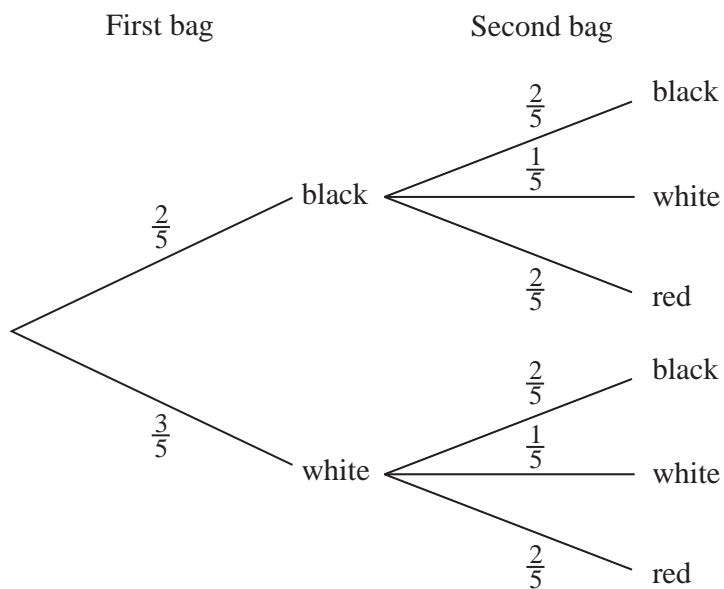 First bag Second bag
2/5 black
1/5
2/5 black white
2/5 red
2/5 black
3/5 1/5
white white
2/5 red